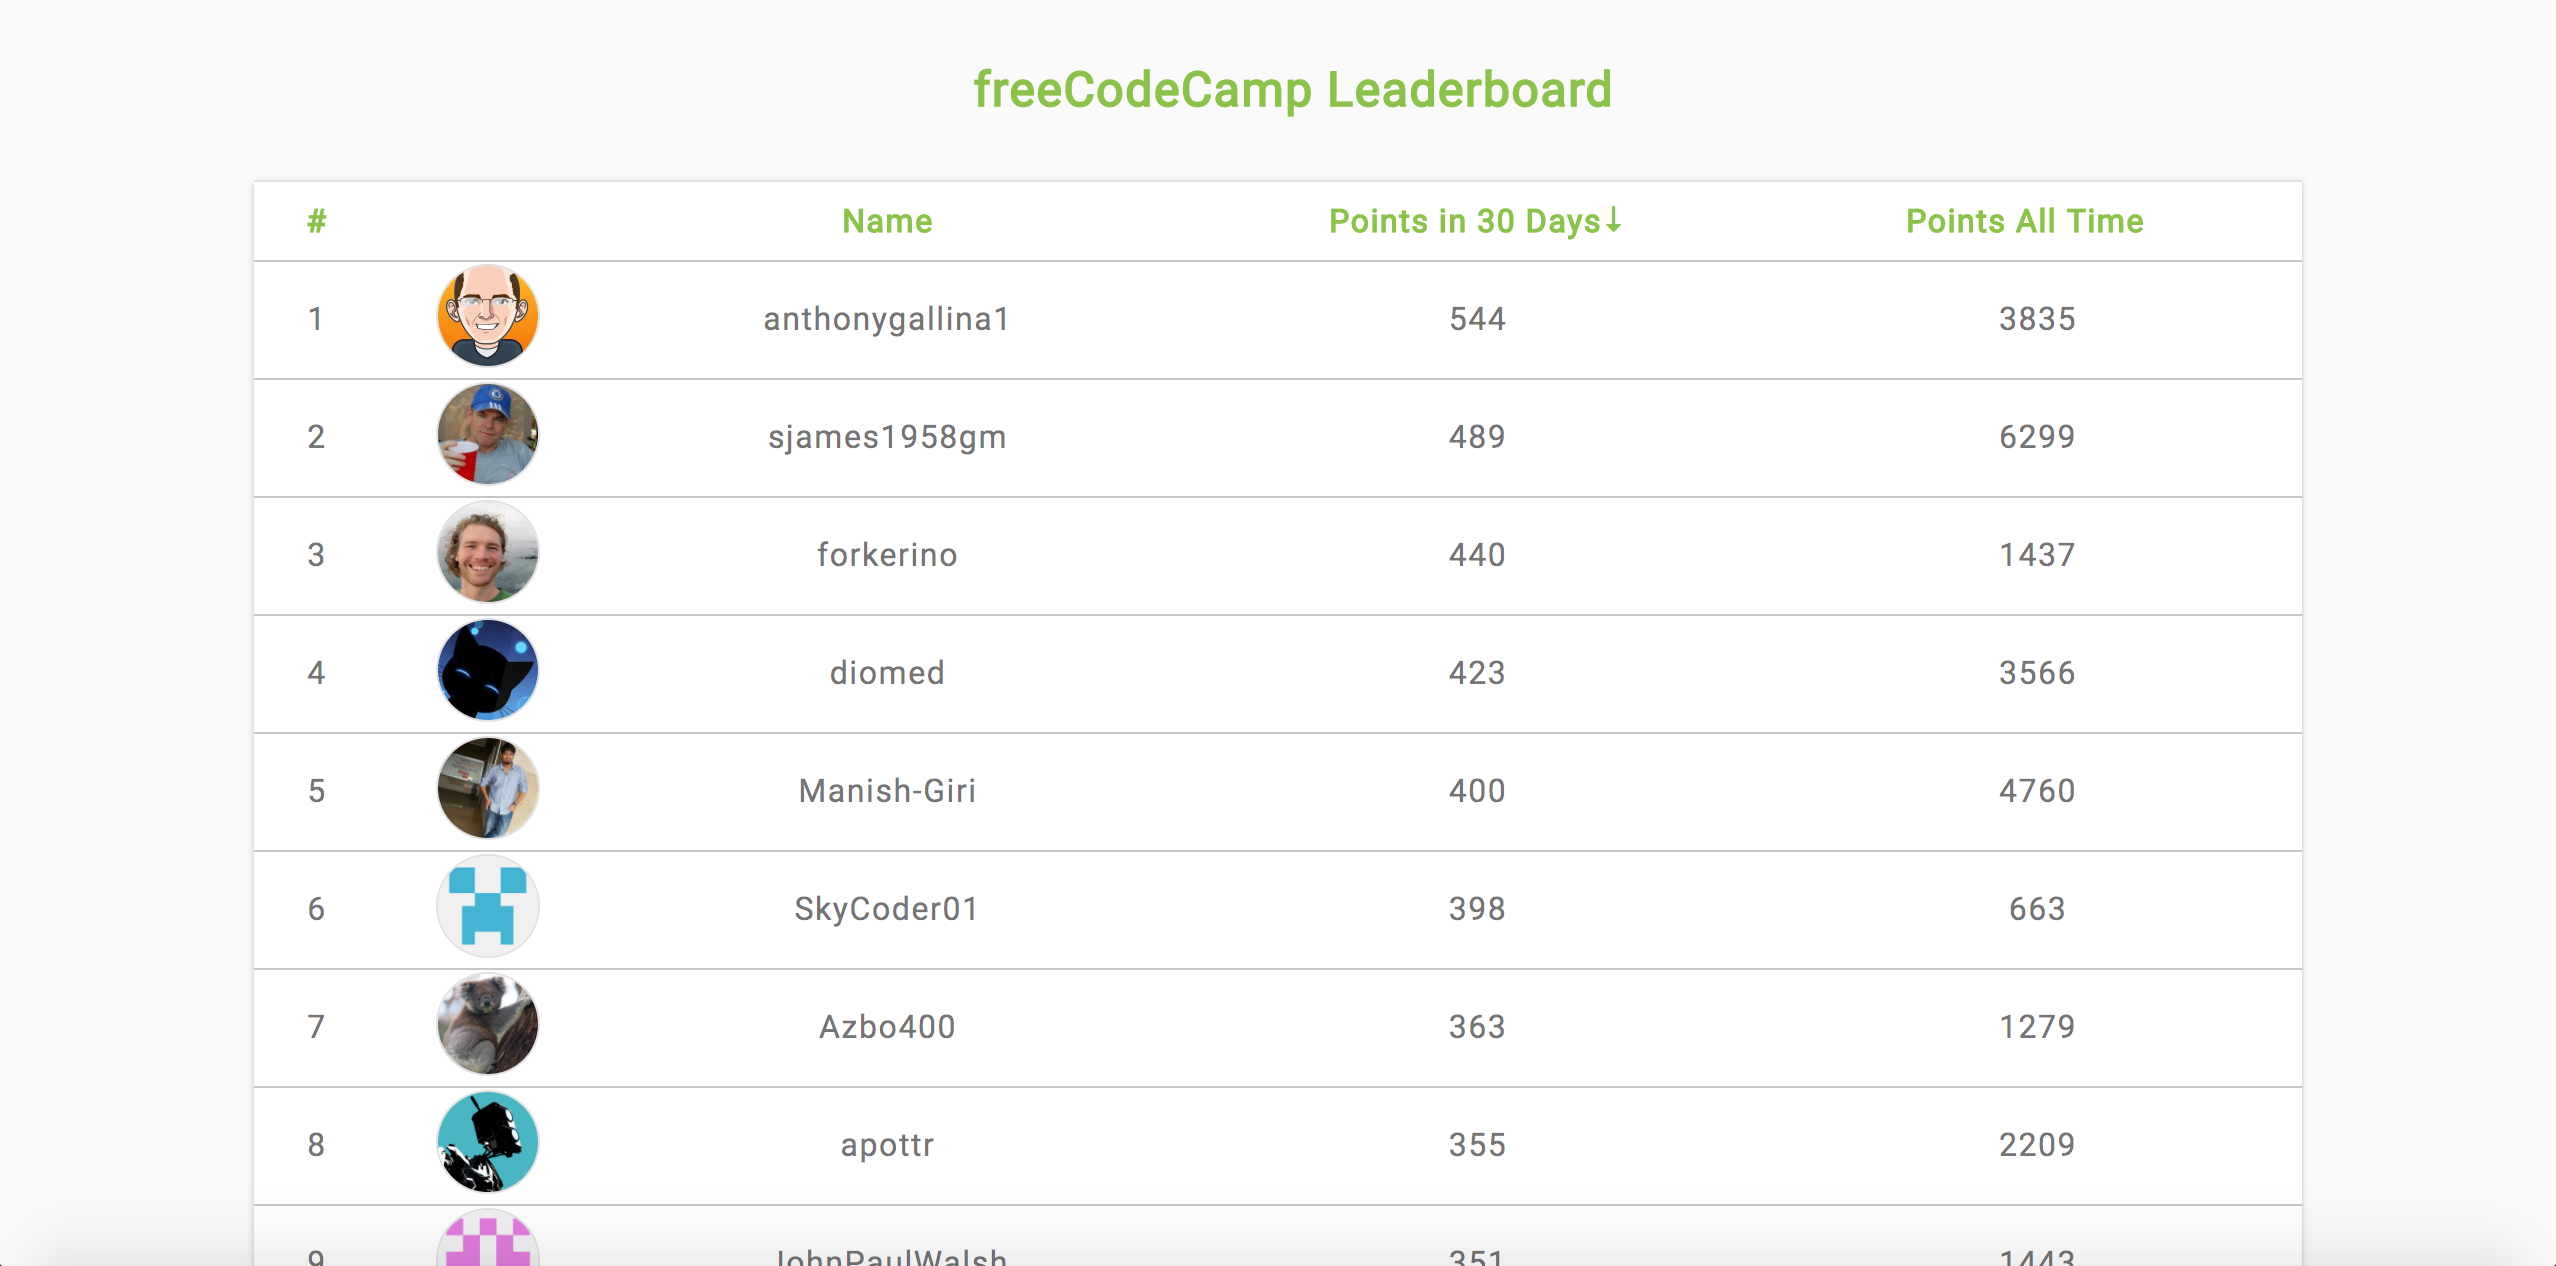 freeCodeCamp Leaderboard
# Name Points in 30 Days↓ Points All Time
1 anthonygallina1 544 3835
2 sjames1958gm 489 6299
3 forkerino 440 1437
4 diomed 423 3566
5 Manish-Giri 400 4760
6 SkyCoder01 398 663
7 Azbo400 363 1279
8 apottr 355 2209
9 JohnPaulWalsh 351 1443